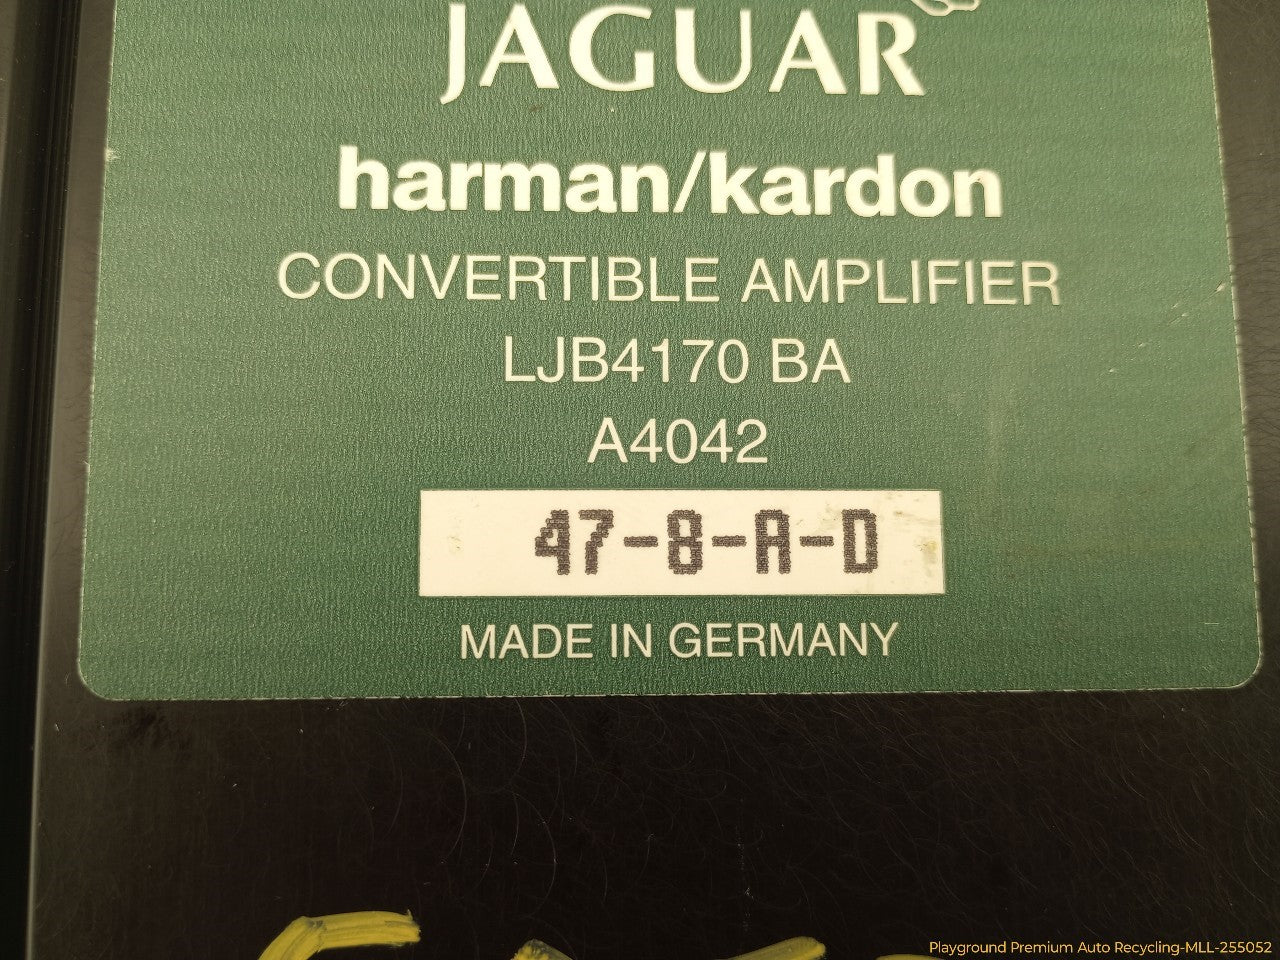 JAGUAR
harman/kardon
CONVERTIBLE AMPLIFIER
LJB4170 BA
A4042
47-8-A-D
MADE IN GERMANY
Playground Premium Auto Recycling-MLL-255052